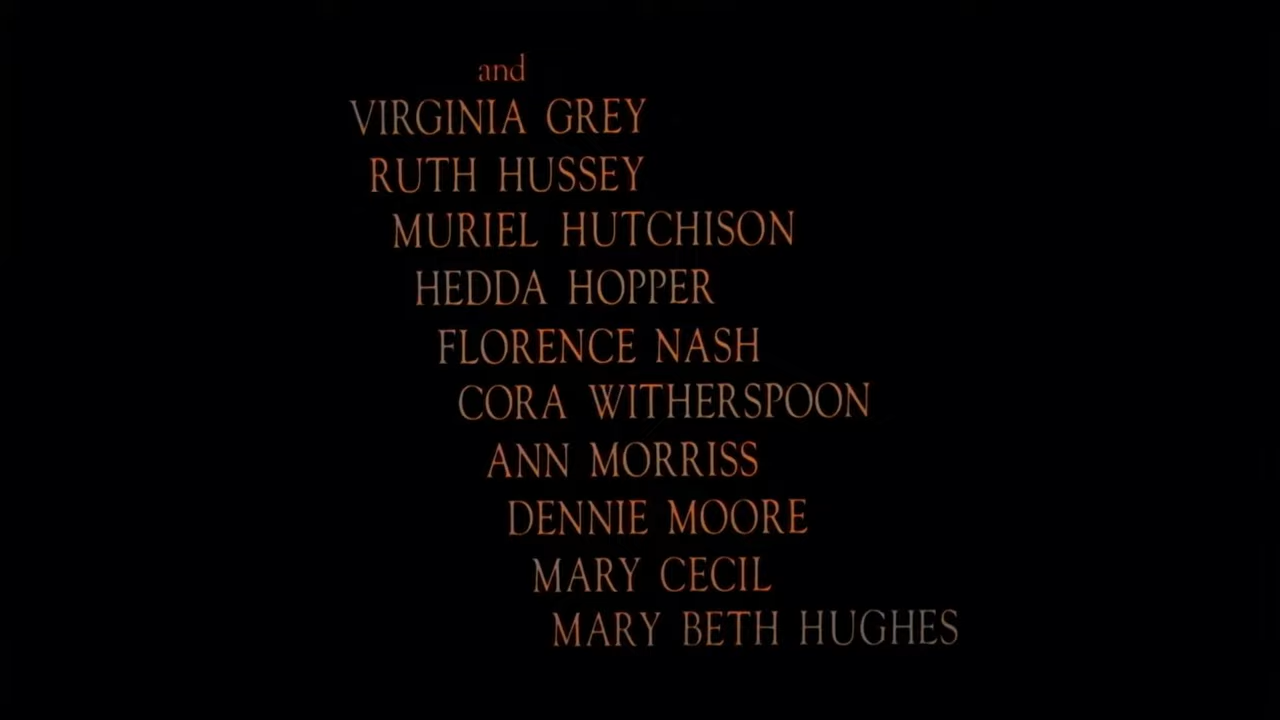 and
VIRGINIA GREY
RUTH HUSSEY
MURIEL HUTCHISON
HEDDA HOPPER
FLORENCE NASH
CORA WITHERSPOON
ANN MORRISS
DENNIE MOORE
MARY CECIL
MARY BETH HUGHES